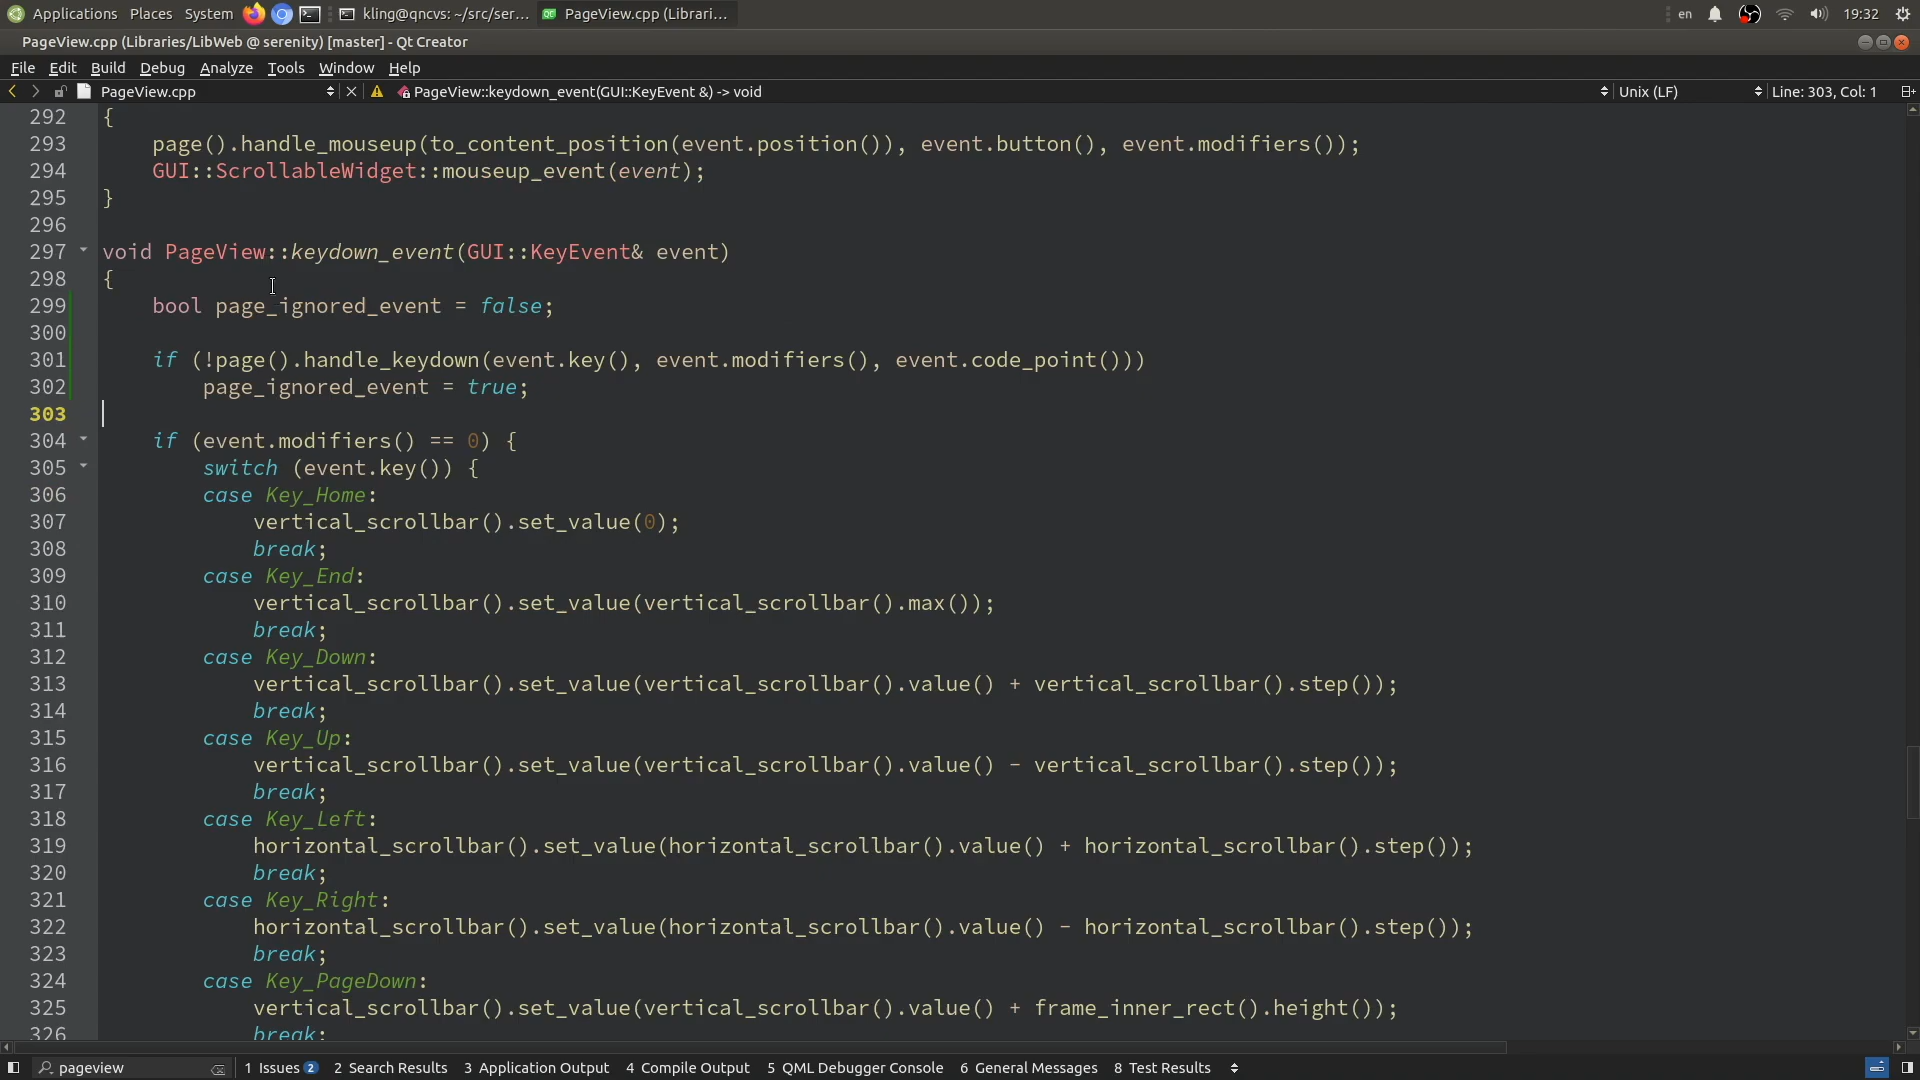 Applications Places System kling@qncvs: ~/src/ser... PageView.cpp (Librari... en 19:32
PageView.cpp (Libraries/LibWeb @ serenity) [master] - Qt Creator
File Edit Build Debug Analyze Tools Window Help
PageView.cpp PageView::keydown_event(GUI::KeyEvent &) -> void Unix (LF) Line: 303, Col: 1
292 {
293     page().handle_mouseup(to_content_position(event.position()), event.button(), event.modifiers());
294     GUI::ScrollableWidget::mouseup_event(event);
295 }
296
297 void PageView::keydown_event(GUI::KeyEvent& event)
298 {
299     bool page_ignored_event = false;
300
301     if (!page().handle_keydown(event.key(), event.modifiers(), event.code_point()))
302         page_ignored_event = true;
303
304     if (event.modifiers() == 0) {
305         switch (event.key()) {
306         case Key_Home:
307             vertical_scrollbar().set_value(0);
308             break;
309         case Key_End:
310             vertical_scrollbar().set_value(vertical_scrollbar().max());
311             break;
312         case Key_Down:
313             vertical_scrollbar().set_value(vertical_scrollbar().value() + vertical_scrollbar().step());
314             break;
315         case Key_Up:
316             vertical_scrollbar().set_value(vertical_scrollbar().value() - vertical_scrollbar().step());
317             break;
318         case Key_Left:
319             horizontal_scrollbar().set_value(horizontal_scrollbar().value() + horizontal_scrollbar().step());
320             break;
321         case Key_Right:
322             horizontal_scrollbar().set_value(horizontal_scrollbar().value() - horizontal_scrollbar().step());
323             break;
324         case Key_PageDown:
325             vertical_scrollbar().set_value(vertical_scrollbar().value() + frame_inner_rect().height());
326             break;
pageview 1 Issues 2 2 Search Results 3 Application Output 4 Compile Output 5 QML Debugger Console 6 General Messages 8 Test Results